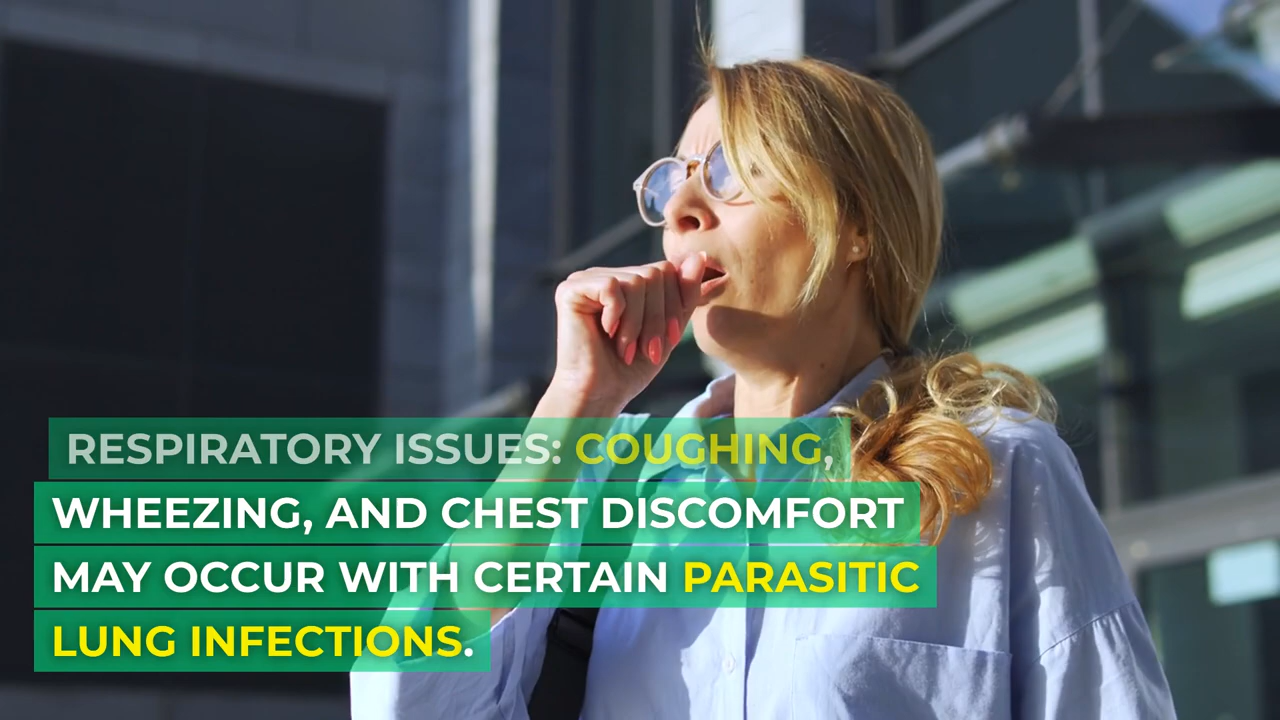 RESPIRATORY ISSUES: COUGHING,
WHEEZING, AND CHEST DISCOMFORT
MAY OCCUR WITH CERTAIN PARASITIC
LUNG INFECTIONS.